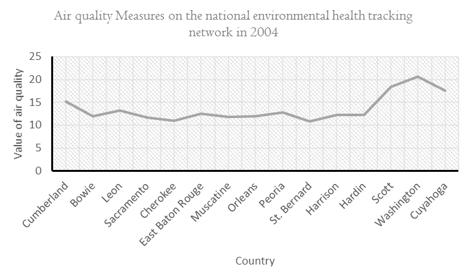 Air quality Measures on the national environmental health tracking
network in 2004
Value of air quality
25
20
15
10
5
0
Cumberland
Bowie
Leon
Sacramento
Cherokee
East Baton Rouge
Muscatine
Orleans
Peoria
St. Bernard
Harrison
Hardin
Scott
Washington
Cuyahoga
Country